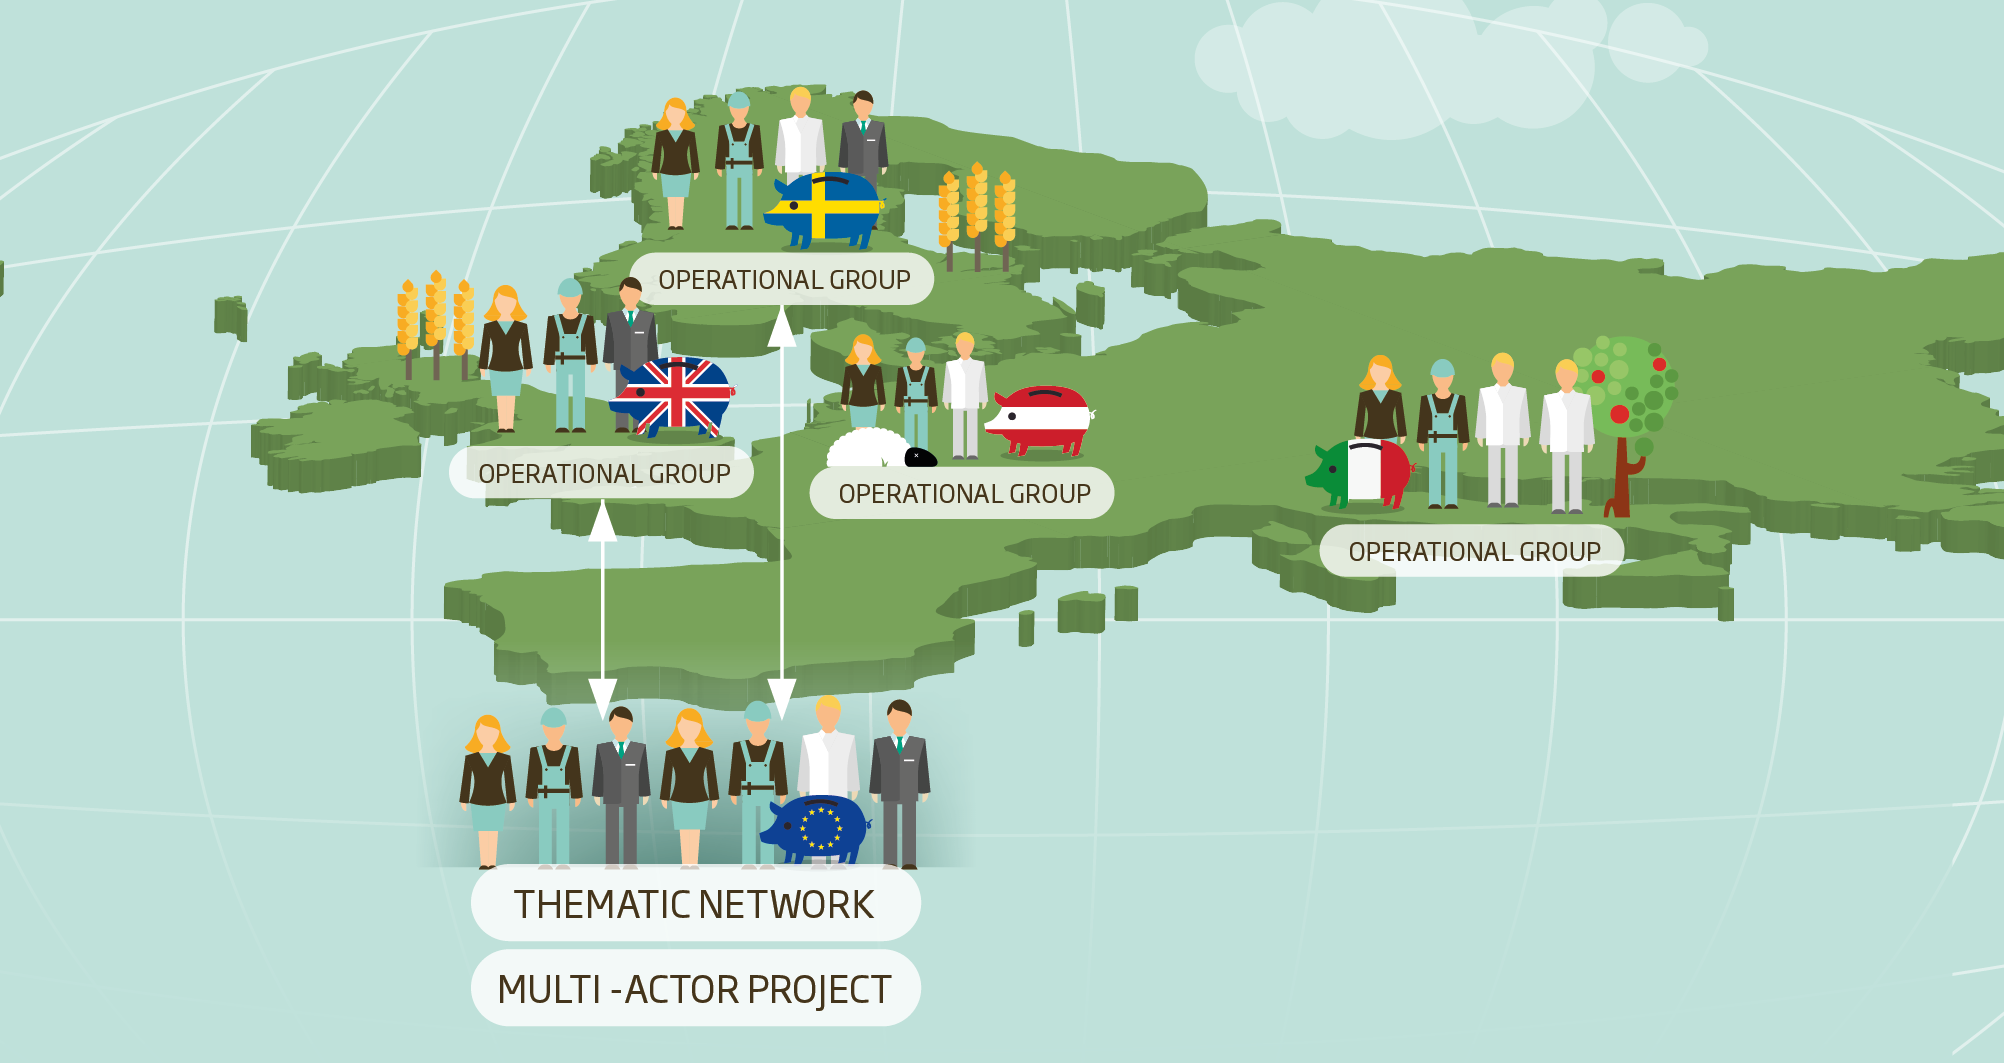 OPERATIONAL GROUP
OPERATIONAL GROUP
OPERATIONAL GROUP
OPERATIONAL GROUP
THEMATIC NETWORK
MULTI -ACTOR PROJECT